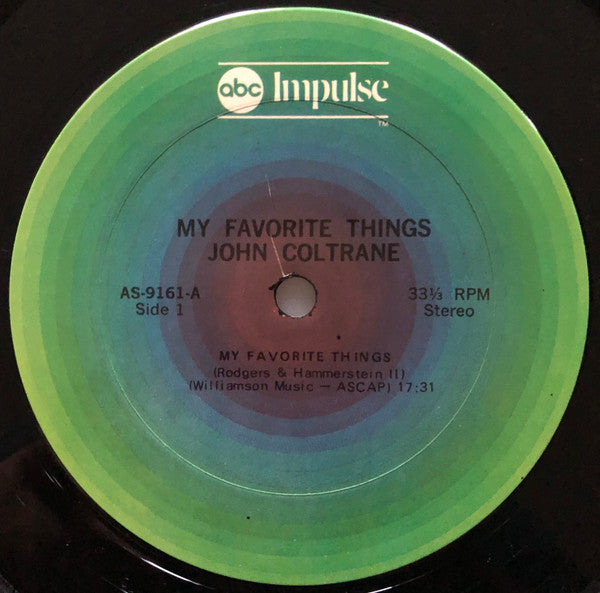 abc Impulse
TM
MY FAVORITE THINGS
JOHN COLTRANE
AS-9161-A 33⅓ RPM
Side 1 Stereo
MY FAVORITE THINGS
(Rodgers & Hammerstein II)
(Williamson Music — ASCAP) 17:31